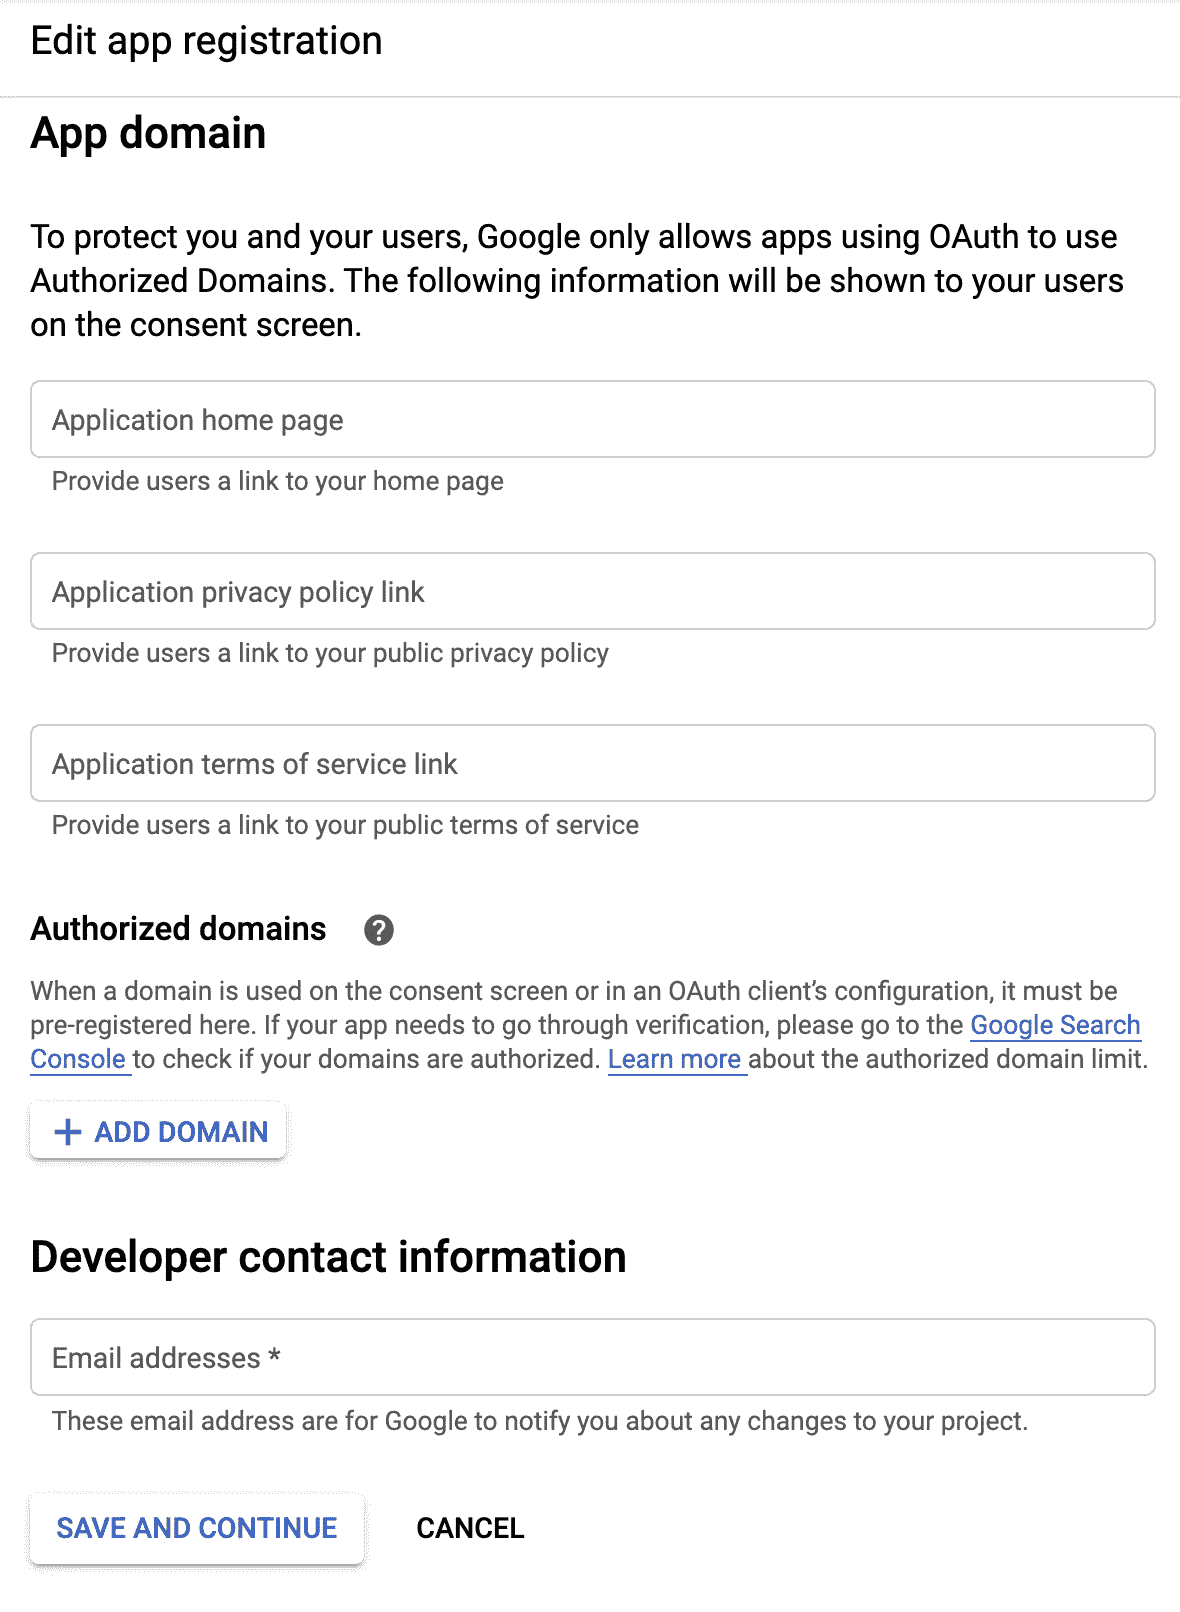 Edit app registration
App domain
To protect you and your users, Google only allows apps using OAuth to use
Authorized Domains. The following information will be shown to your users
on the consent screen.
Application home page
Provide users a link to your home page
Application privacy policy link
Provide users a link to your public privacy policy
Application terms of service link
Provide users a link to your public terms of service
Authorized domains ?
When a domain is used on the consent screen or in an OAuth client’s configuration, it must be
pre-registered here. If your app needs to go through verification, please go to the Google Search
Console to check if your domains are authorized. Learn more about the authorized domain limit.
+ ADD DOMAIN
Developer contact information
Email addresses *
These email address are for Google to notify you about any changes to your project.
SAVE AND CONTINUE CANCEL